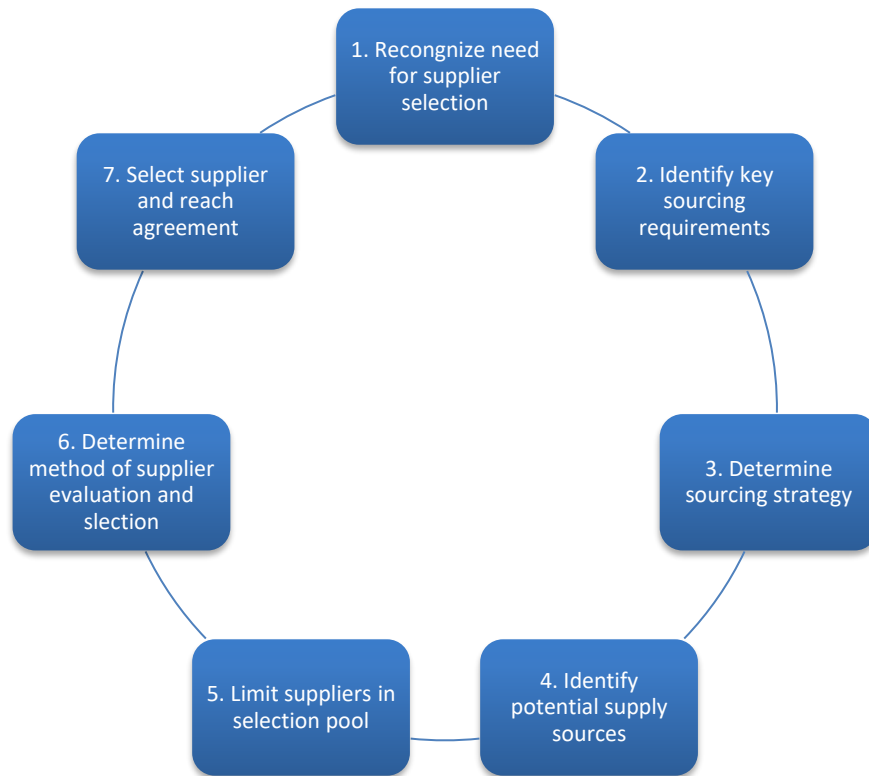 1. Recongnize need
for supplier
selection
2. Identify key
sourcing
requirements
3. Determine
sourcing strategy
4. Identify
potential supply
sources
5. Limit suppliers in
selection pool
6. Determine
method of supplier
evaluation and
slection
7. Select supplier
and reach
agreement